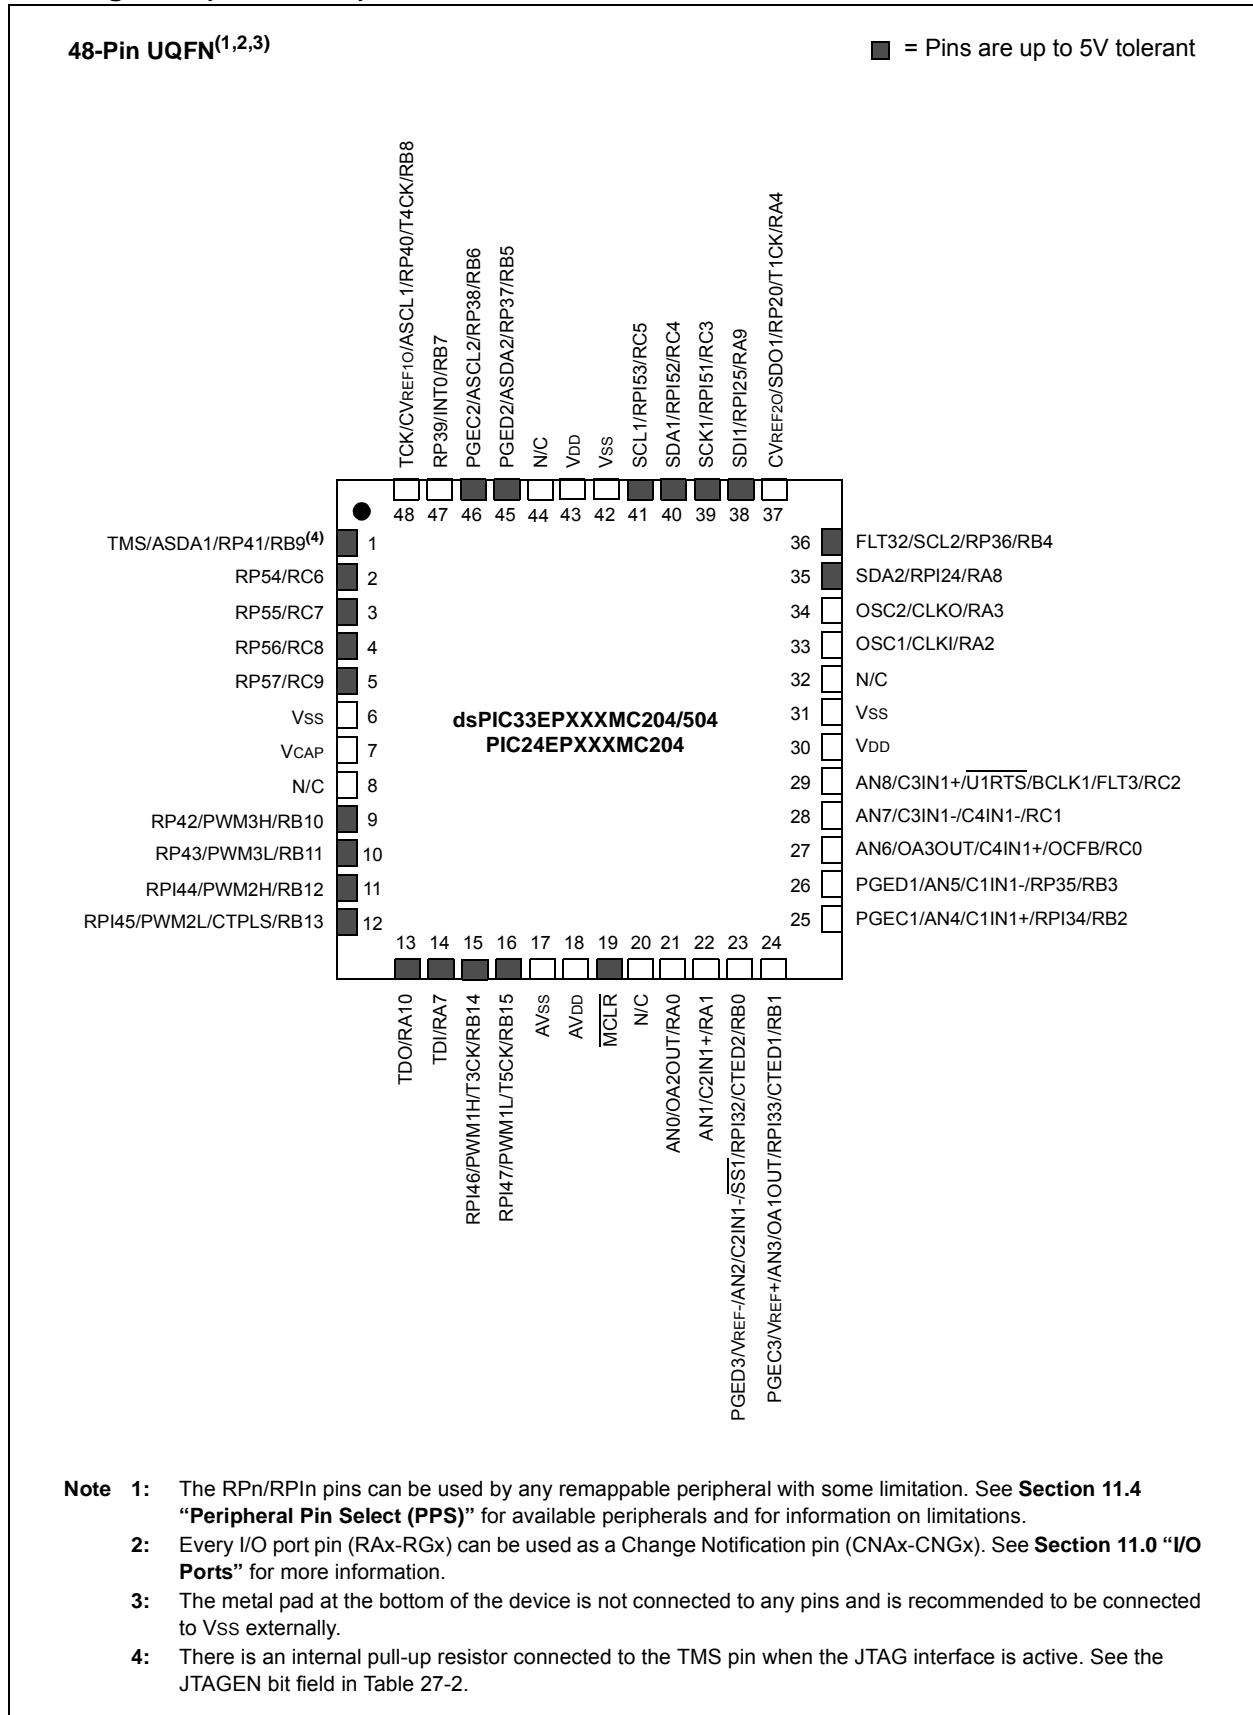 48-Pin UQFN(1,2,3)
= Pins are up to 5V tolerant
TCK/CVREF1O/ASCL1/RP40/T4CK/RB8
RP39/INT0/RB7
PGEC2/ASCL2/RP38/RB6
PGED2/ASDA2/RP37/RB5
N/C
VDD
VSS
SCL1/RPI53/RC5
SDA1/RPI52/RC4
SCK1/RPI51/RC3
SDI1/RPI25/RA9
CVREF2O/SDO1/RP20/T1CK/RA4
48 47 46 45 44 43 42 41 40 39 38 37
TMS/ASDA1/RP41/RB9(4) 1
RP54/RC6 2
RP55/RC7 3
RP56/RC8 4
RP57/RC9 5
VSS 6
VCAP 7
N/C 8
RP42/PWM3H/RB10 9
RP43/PWM3L/RB11 10
RPI44/PWM2H/RB12 11
RPI45/PWM2L/CTPLS/RB13 12
dsPIC33EPXXXMC204/504
PIC24EPXXXMC204
36 FLT32/SCL2/RP36/RB4
35 SDA2/RPI24/RA8
34 OSC2/CLKO/RA3
33 OSC1/CLKI/RA2
32 N/C
31 VSS
30 VDD
29 AN8/C3IN1+/U1RTS/BCLK1/FLT3/RC2
28 AN7/C3IN1-/C4IN1-/RC1
27 AN6/OA3OUT/C4IN1+/OCFB/RC0
26 PGED1/AN5/C1IN1-/RP35/RB3
25 PGEC1/AN4/C1IN1+/RPI34/RB2
13 14 15 16 17 18 19 20 21 22 23 24
TDO/RA10
TDI/RA7
RPI46/PWM1H/T3CK/RB14
RPI47/PWM1L/T5CK/RB15
AVSS
AVDD
MCLR
N/C
AN0/OA2OUT/RA0
AN1/C2IN1+/RA1
PGED3/VREF-/AN2/C2IN1-/SS1/RPI32/CTED2/RB0
PGEC3/VREF+/AN3/OA1OUT/RPI33/CTED1/RB1
Note 1: The RPn/RPIn pins can be used by any remappable peripheral with some limitation. See Section 11.4
“Peripheral Pin Select (PPS)” for available peripherals and for information on limitations.
2: Every I/O port pin (RAx-RGx) can be used as a Change Notification pin (CNAx-CNGx). See Section 11.0 “I/O
Ports” for more information.
3: The metal pad at the bottom of the device is not connected to any pins and is recommended to be connected
to VSS externally.
4: There is an internal pull-up resistor connected to the TMS pin when the JTAG interface is active. See the
JTAGEN bit field in Table 27-2.